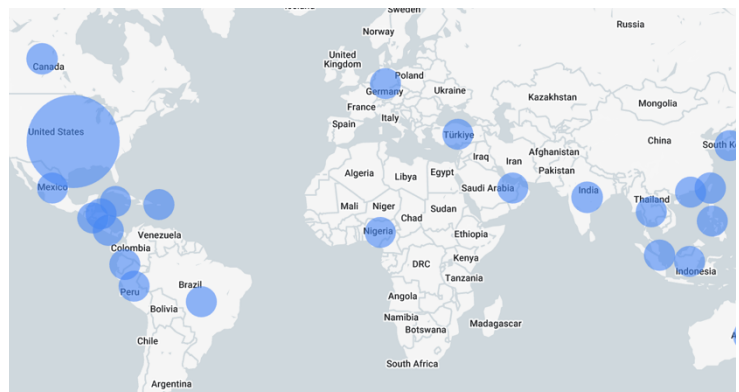 Sweden
Norway
Russia
Canada
United
Kingdom
Poland
Germany
Ukraine
Kazakhstan
Mongolia
France
Italy
Spain
United States
Türkiye
China
South Ko
Iraq
Iran
Afghanistan
Pakistan
Algeria
Libya
Egypt
Mexico
Saudi Arabia
India
Thailand
Mali
Niger
Chad
Sudan
Nigeria
Ethiopia
Venezuela
Colombia
DRC
Kenya
Tanzania
Indonesia
Peru
Brazil
Bolivia
Angola
Namibia
Botswana
Madagascar
Chile
South Africa
Argentina